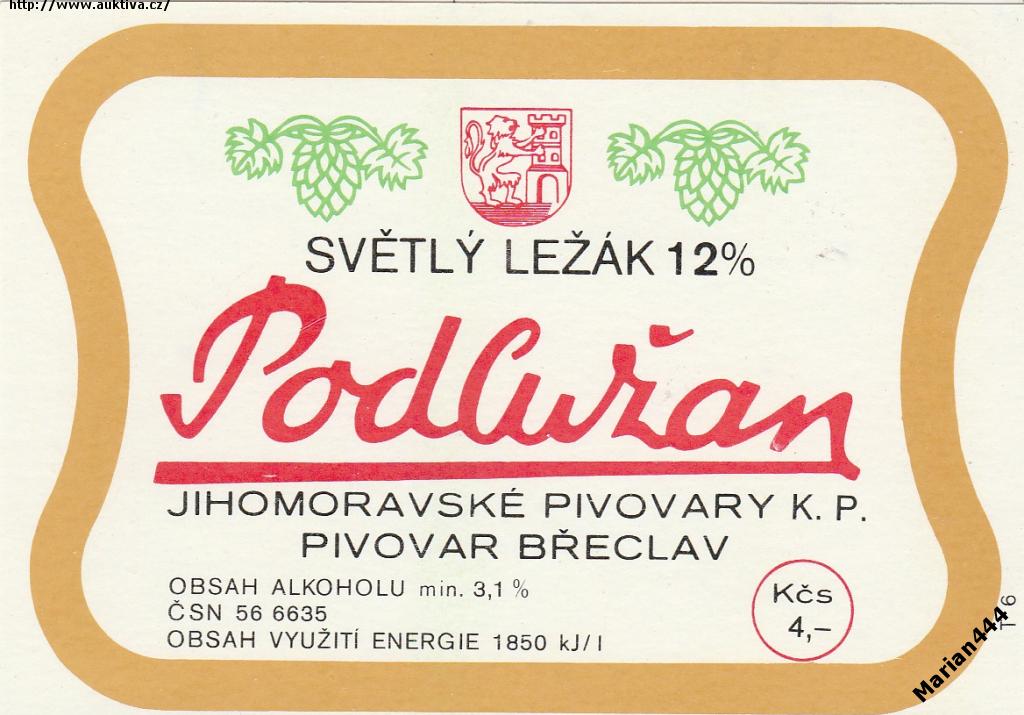 http://www.auktiva.cz/
SVĚTLÝ LEŽÁK 12%
Podlužan
JIHOMORAVSKÉ PIVOVARY K. P.
PIVOVAR BŘECLAV
OBSAH ALKOHOLU min. 3,1 %
ČSN 56 6635
OBSAH VYUŽITÍ ENERGIE 1850 kJ/l
Kčs
4,–
T 6
Marian444